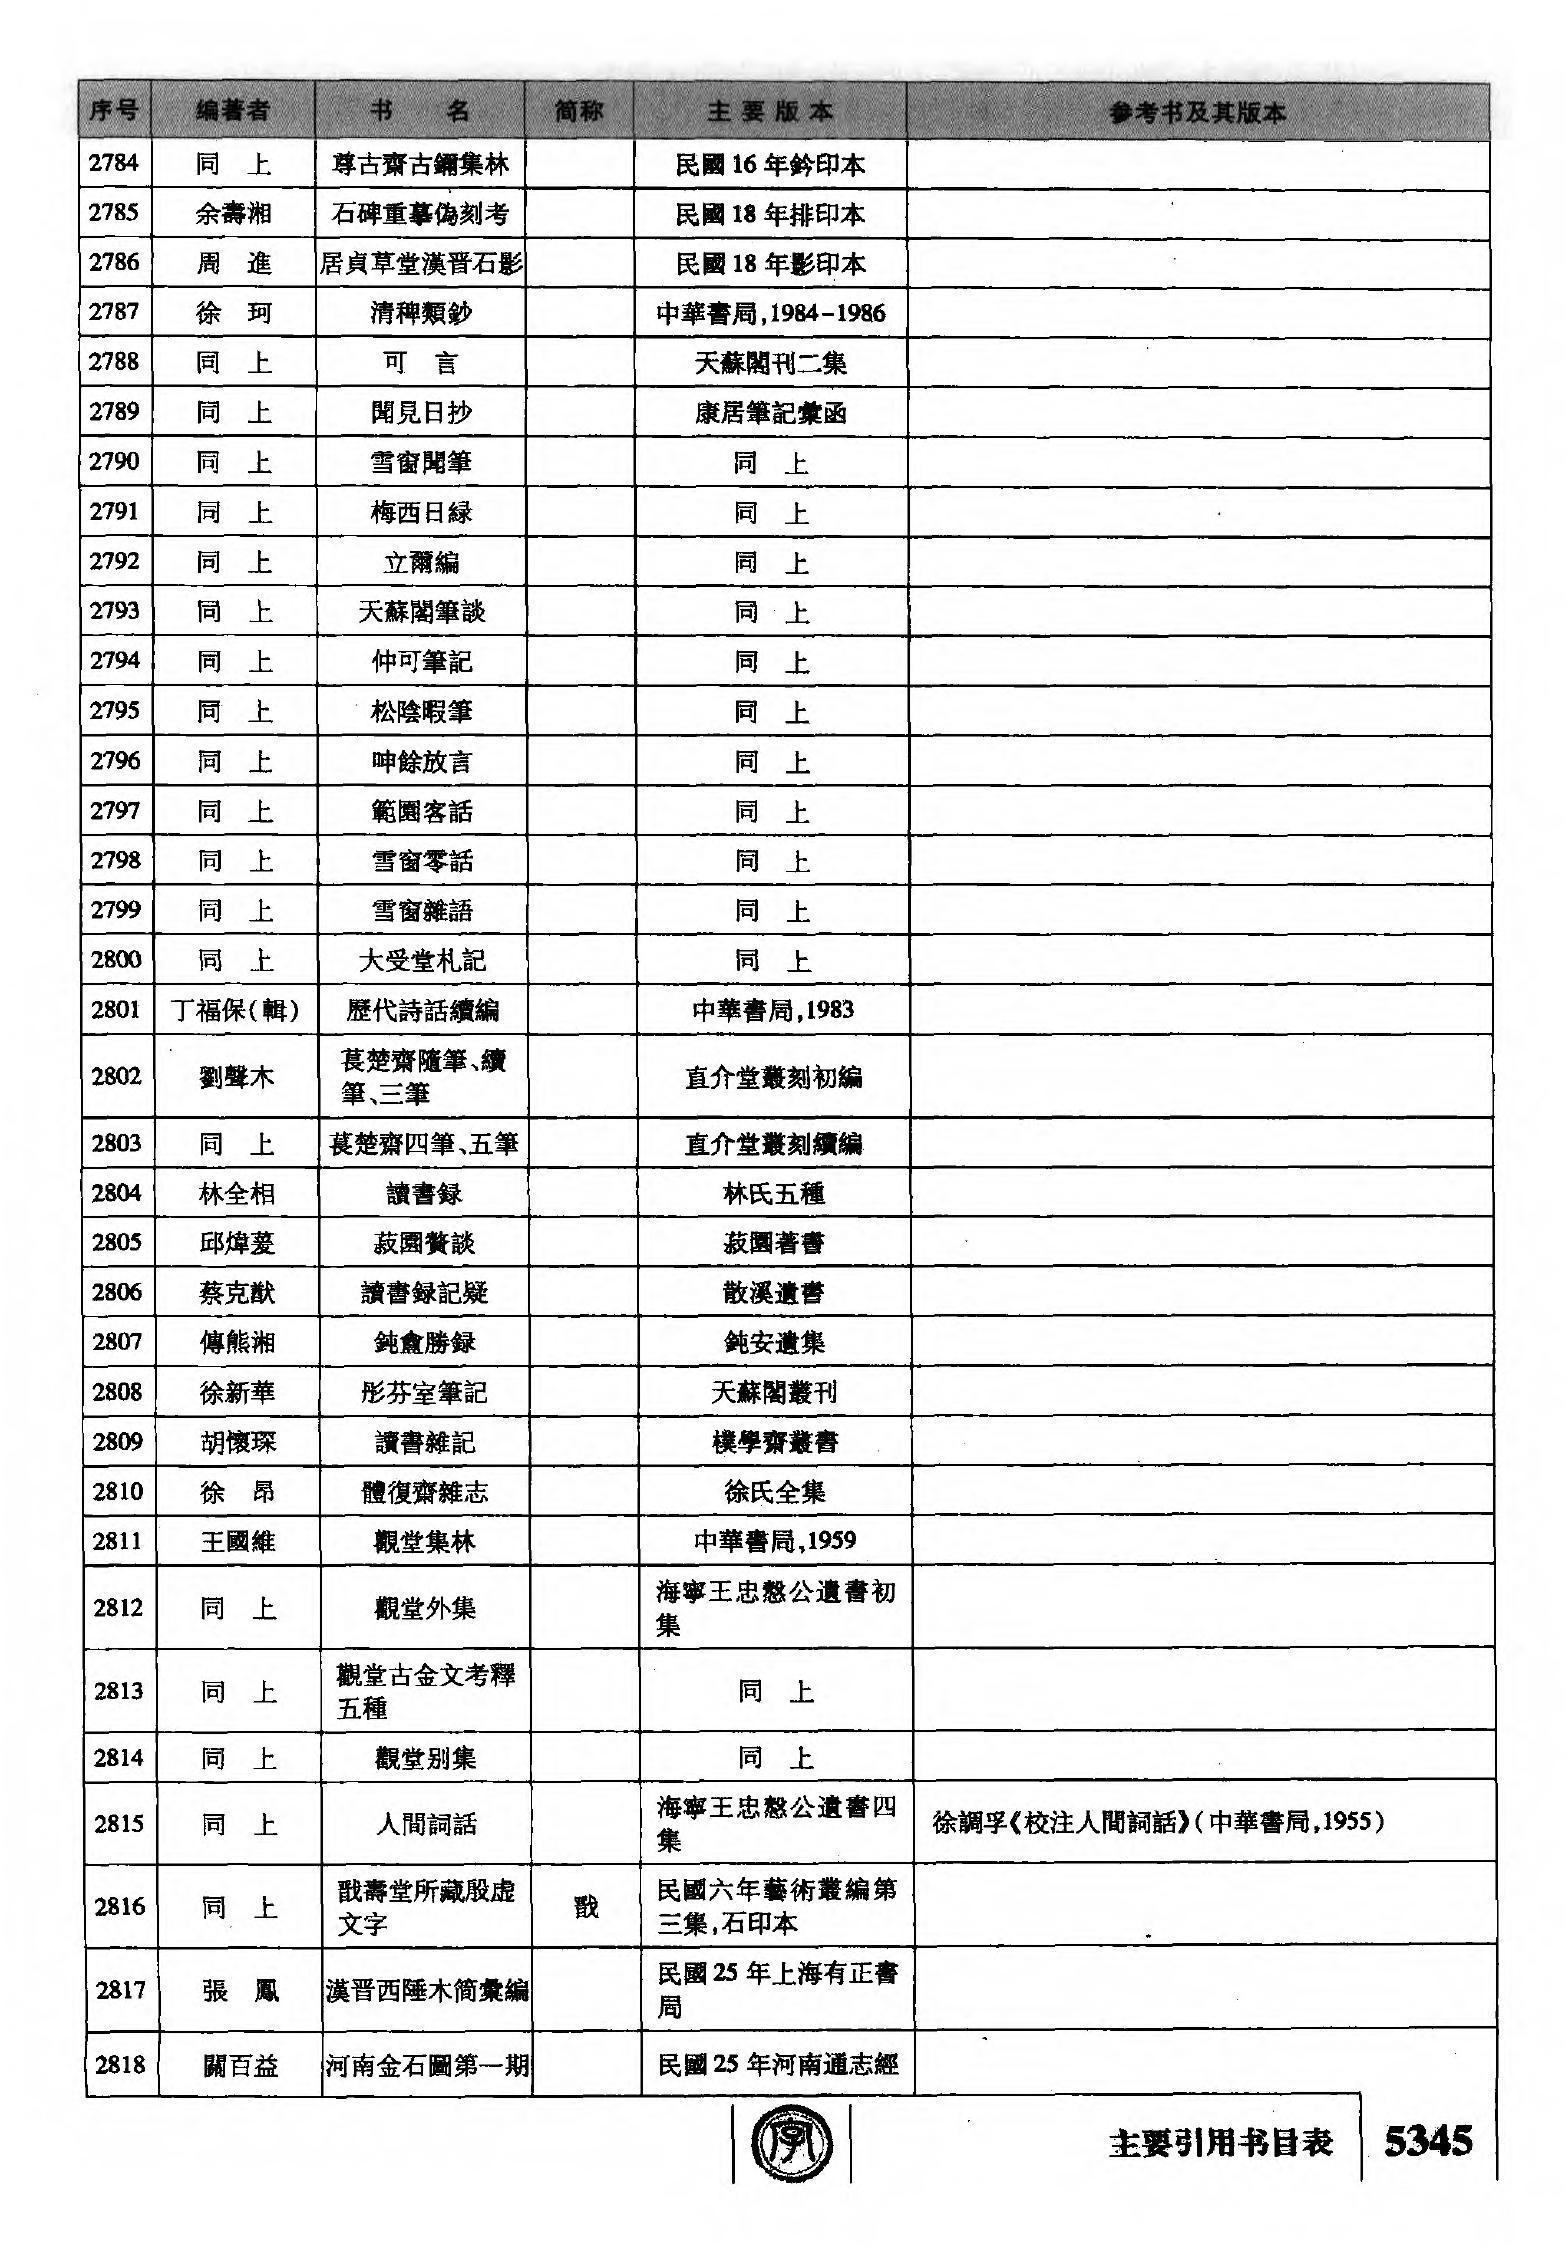 序号 编著者 书 名 简称 主要版本 参考书及其版本
2784 同 上 尊古齋古鉨集林 民國16年鈐印本
2785 余壽湘 石碑重摹偽刻考 民國18年排印本
2786 周 進 居貞草堂漢晋石影 民國18年影印本
2787 徐 珂 清稗類鈔 中華書局,1984-1986
2788 同 上 可 言 天蘇閣刊二集
2789 同 上 聞見日抄 康居筆記彙函
2790 同 上 雪窗閒筆 同 上
2791 同 上 梅西日緑 同 上
2792 同 上 立爾編 同 上
2793 同 上 天蘇閣筆談 同 上
2794 同 上 仲可筆記 同 上
2795 同 上 松陰暇筆 同 上
2796 同 上 呻餘放言 同 上
2797 同 上 範園客話 同 上
2798 同 上 雪窗零話 同 上
2799 同 上 雪窗雜語 同 上
2800 同 上 大受堂札記 同 上
2801 丁福保(輯) 歷代詩話續編 中華書局,1983
2802 劉聲木 萇楚齋隨筆、續
筆、三筆 直介堂叢刻初編
2803 同 上 萇楚齋四筆、五筆 直介堂叢刻續編
2804 林全相 讀書録 林氏五種
2805 邱煒萲 菽園贅談 菽園著書
2806 蔡克猷 讀書録記疑 散溪遺書
2807 傅熊湘 鈍盦勝録 鈍安遺集
2808 徐新華 彤芬室筆記 天蘇閣叢刊
2809 胡懷琛 讀書雜記 樸學齋叢書
2810 徐 昂 體復齋雜志 徐氏全集
2811 王國維 觀堂集林 中華書局,1959
2812 同 上 觀堂外集 海寧王忠慤公遺書初
集
2813 同 上 觀堂古金文考釋
五種 同 上
2814 同 上 觀堂别集 同 上
2815 同 上 人間詞話 海寧王忠慤公遺書四
集 徐調孚《校注人間詞話》(中華書局,1955)
2816 同 上 戩壽堂所藏殷虚
文字 戩 民國六年藝術叢編第
三集,石印本
2817 張 鳳 漢晋西陲木简彙編 民國25年上海有正書
局
2818 關百益 河南金石圖第一期 民國25年河南通志經
字
主要引用书目表 5345